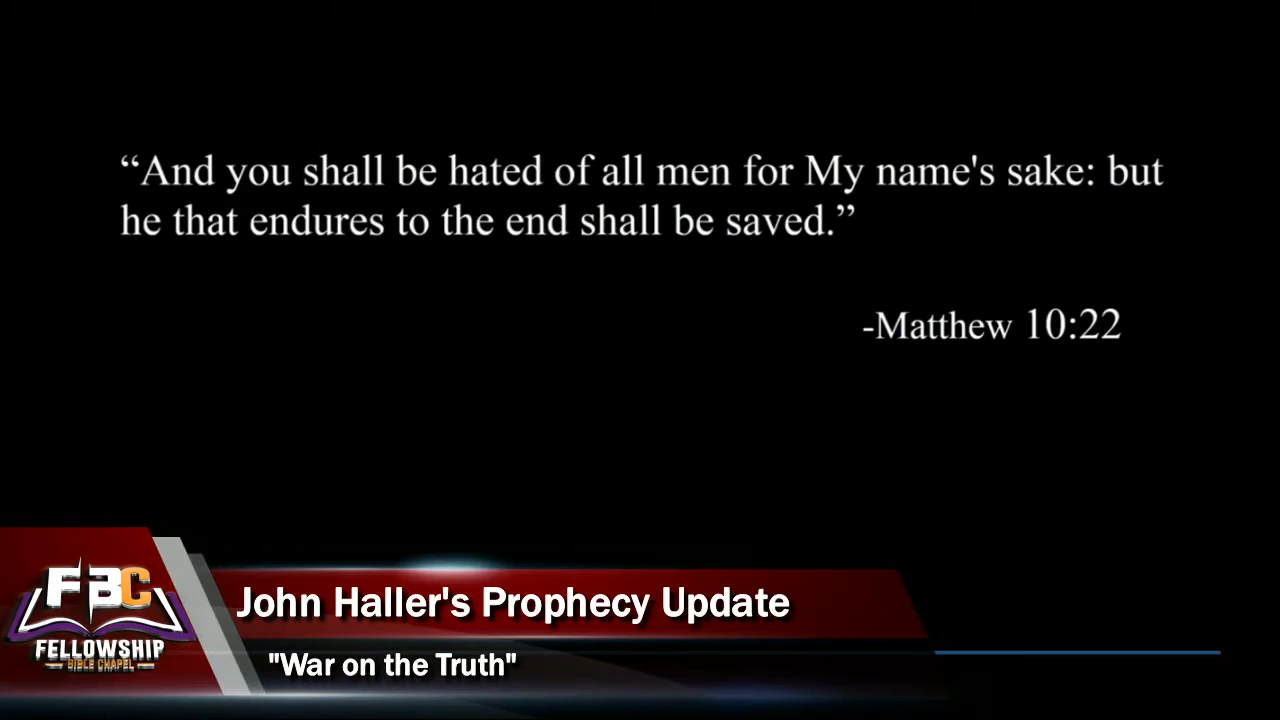 “And you shall be hated of all men for My name's sake: but
he that endures to the end shall be saved.”
-Matthew 10:22
John Haller's Prophecy Update
"War on the Truth"
FBC
FELLOWSHIP
BIBLE CHAPEL